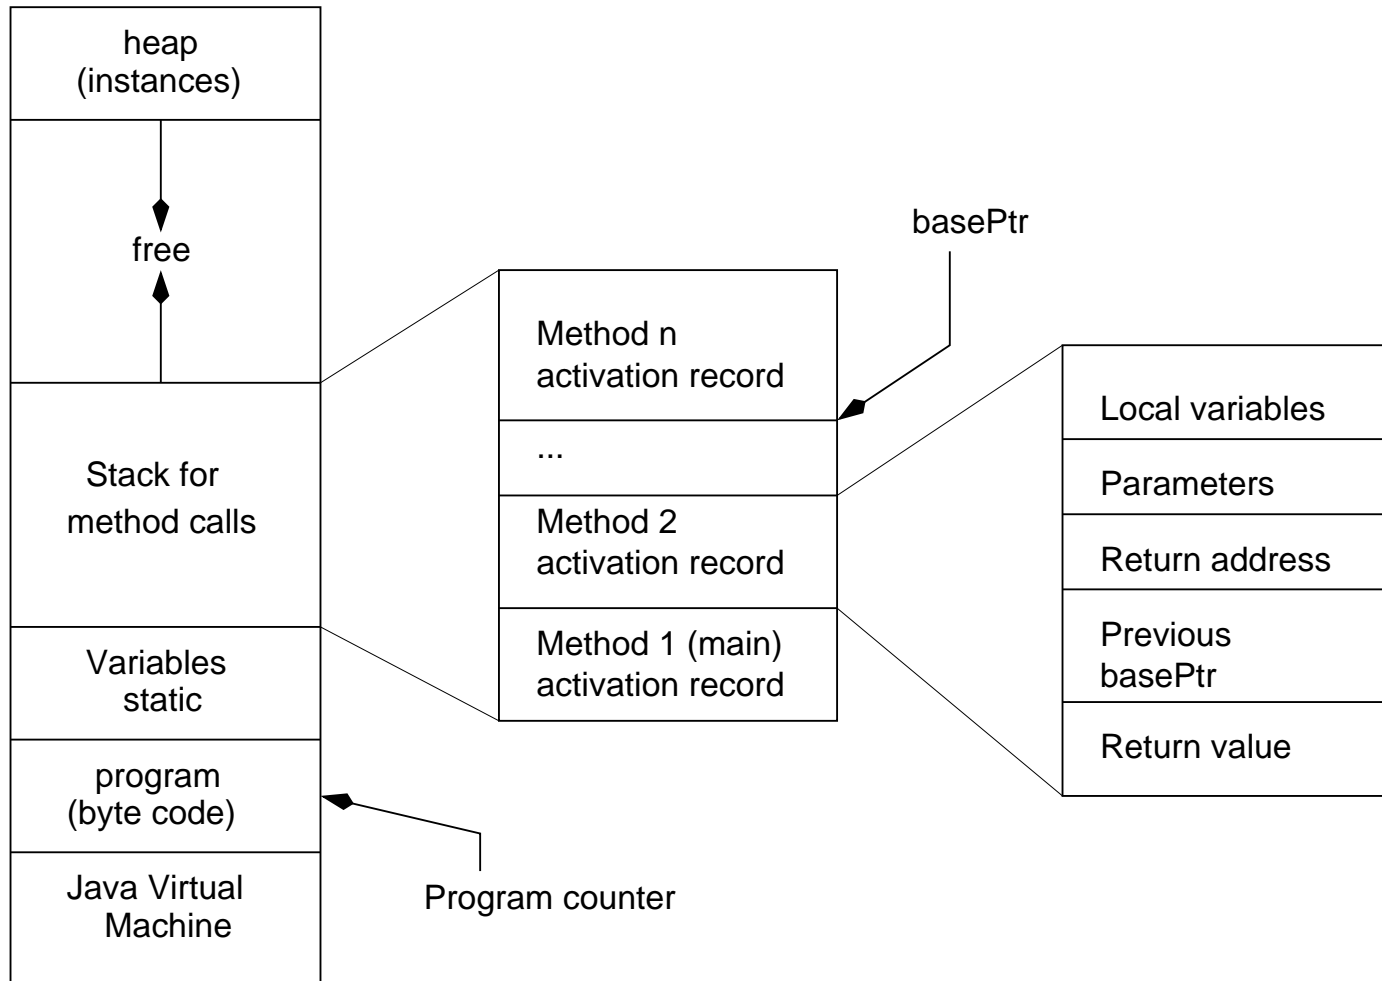 heap
(instances)
free
Stack for
method calls
Variables
static
program
(byte code)
Java Virtual
Machine
Program counter
Method n
activation record
...
Method 2
activation record
Method 1 (main)
activation record
basePtr
Local variables
Parameters
Return address
Previous
basePtr
Return value